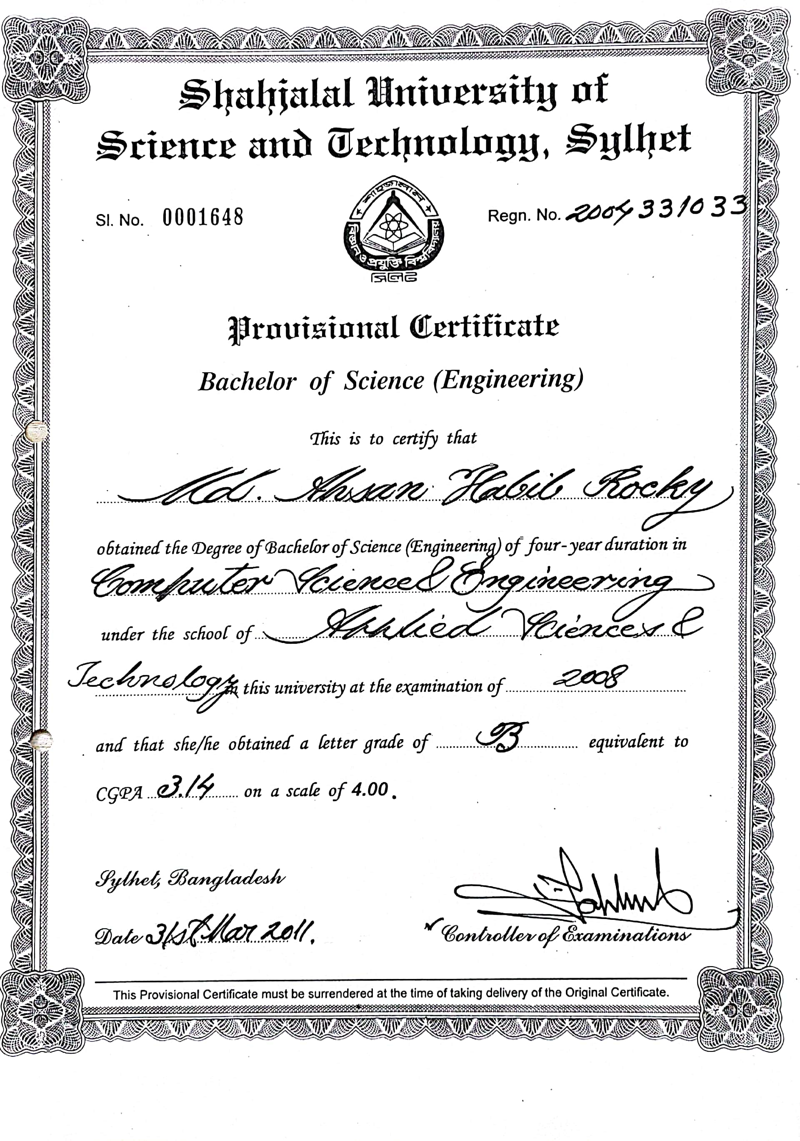 Shahjalal University of
Science and Technology, Sylhet
Sl. No. 0001648
Regn. No. 2004331033
শাহজালাল
বিজ্ঞান ও প্রযুক্তি বিশ্ববিদ্যালয়
সিলেট
Provisional Certificate
Bachelor of Science (Engineering)
This is to certify that
Md. Ahsan Habib Rocky
obtained the Degree of Bachelor of Science (Engineering) of four-year duration in
Computer Science & Engineering
under the school of Applied Sciences &
Technology in this university at the examination of 2008
and that she/he obtained a letter grade of B equivalent to
CGPA 3.14 on a scale of 4.00.
Sylhet, Bangladesh
Date 31st Mar 2011.
Controller of Examinations
This Provisional Certificate must be surrendered at the time of taking delivery of the Original Certificate.